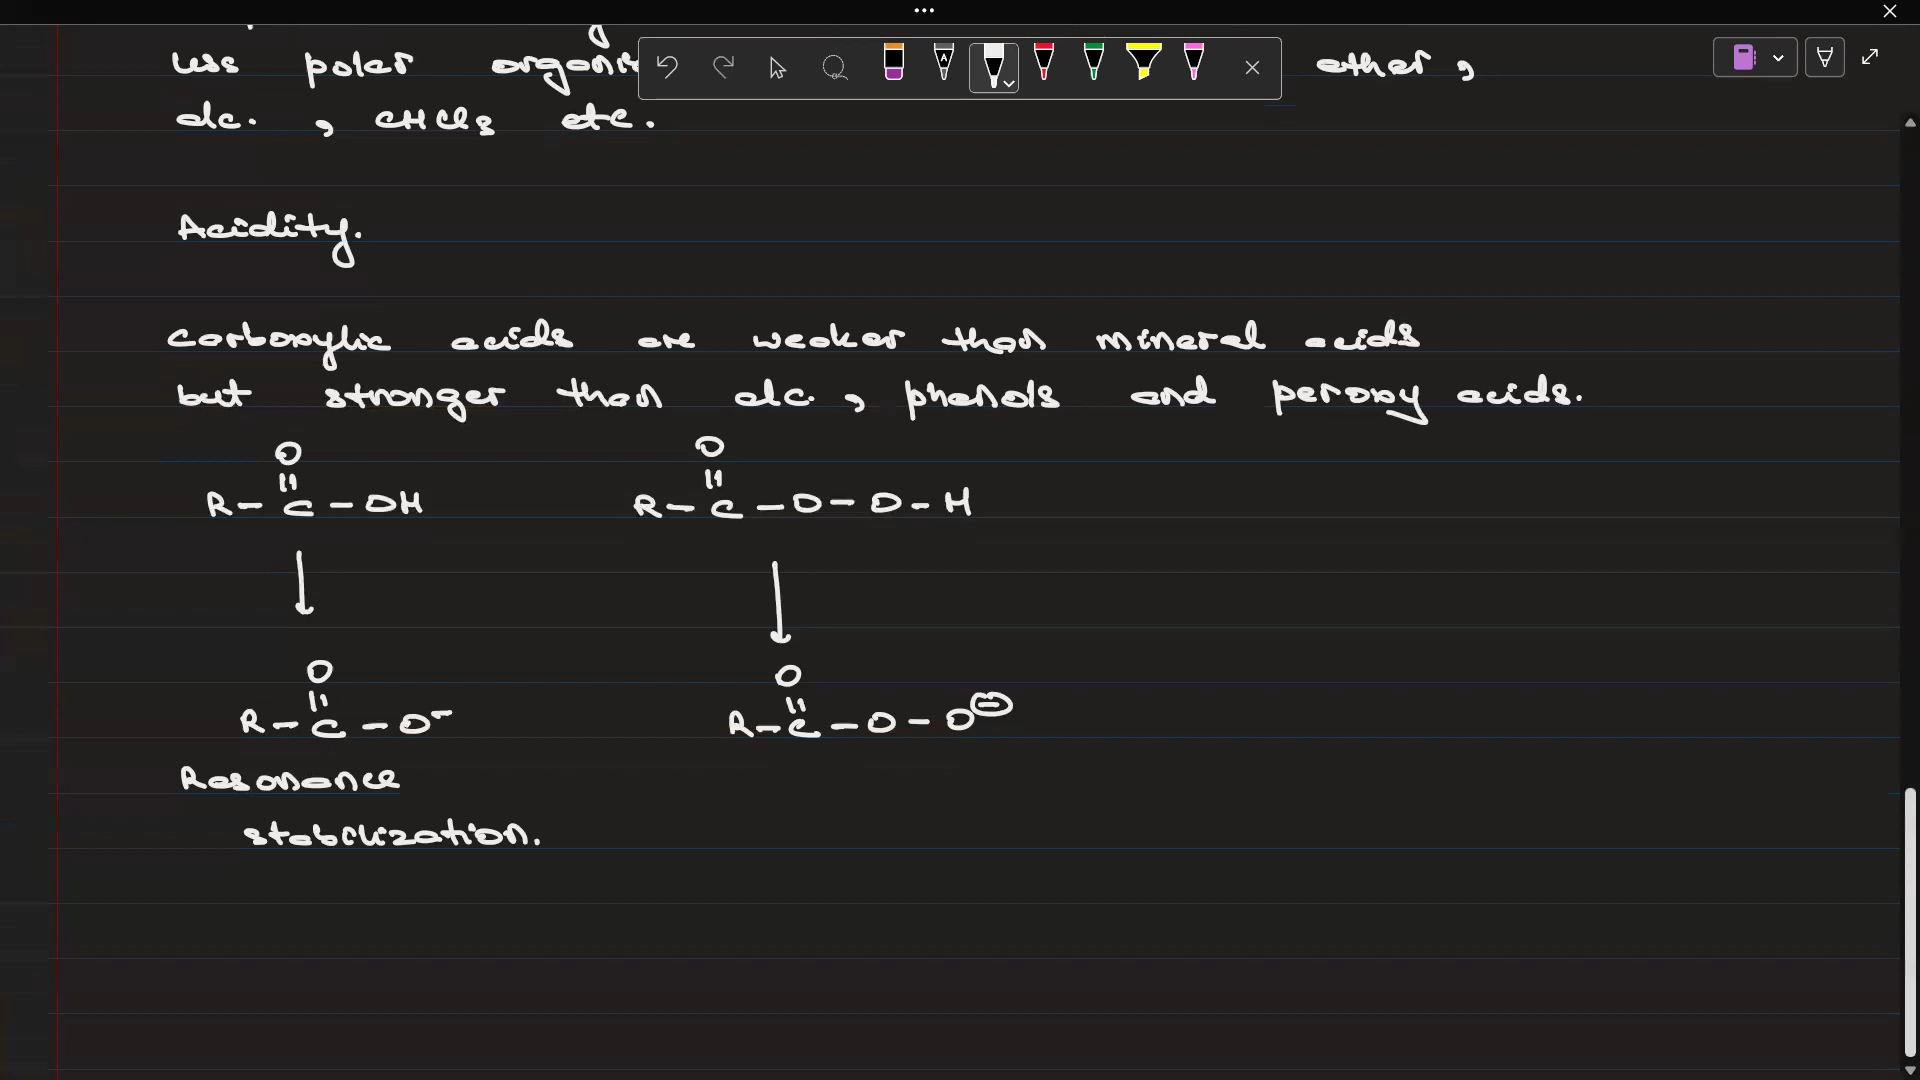 less polar organic ether,
alc. , CHCl3 etc.
Acidity.
Carboxylic acids are weaker than mineral acids
but stronger than alc. , phenols and peroxy acids.
O O
|| ||
R - C - OH R - C - O - O - H
↓ ↓
O O
|| ||
R - C - O⁻ R - C - O - O⊖
Resonance
stabilization.